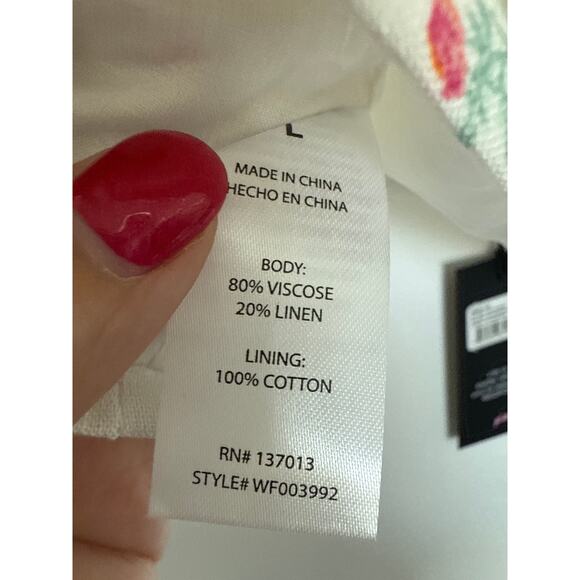 L
MADE IN CHINA
HECHO EN CHINA
BODY:
80% VISCOSE
20% LINEN
LINING:
100% COTTON
RN# 137013
STYLE# WF003992